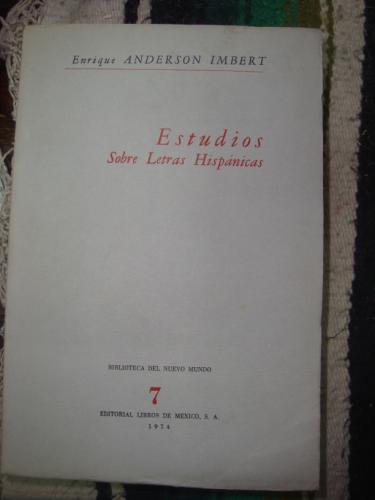 Enrique ANDERSON IMBERT
Estudios
Sobre Letras Hispánicas
BIBLIOTECA DEL NUEVO MUNDO
7
EDITORIAL LIBROS DE MEXICO, S. A.
1974